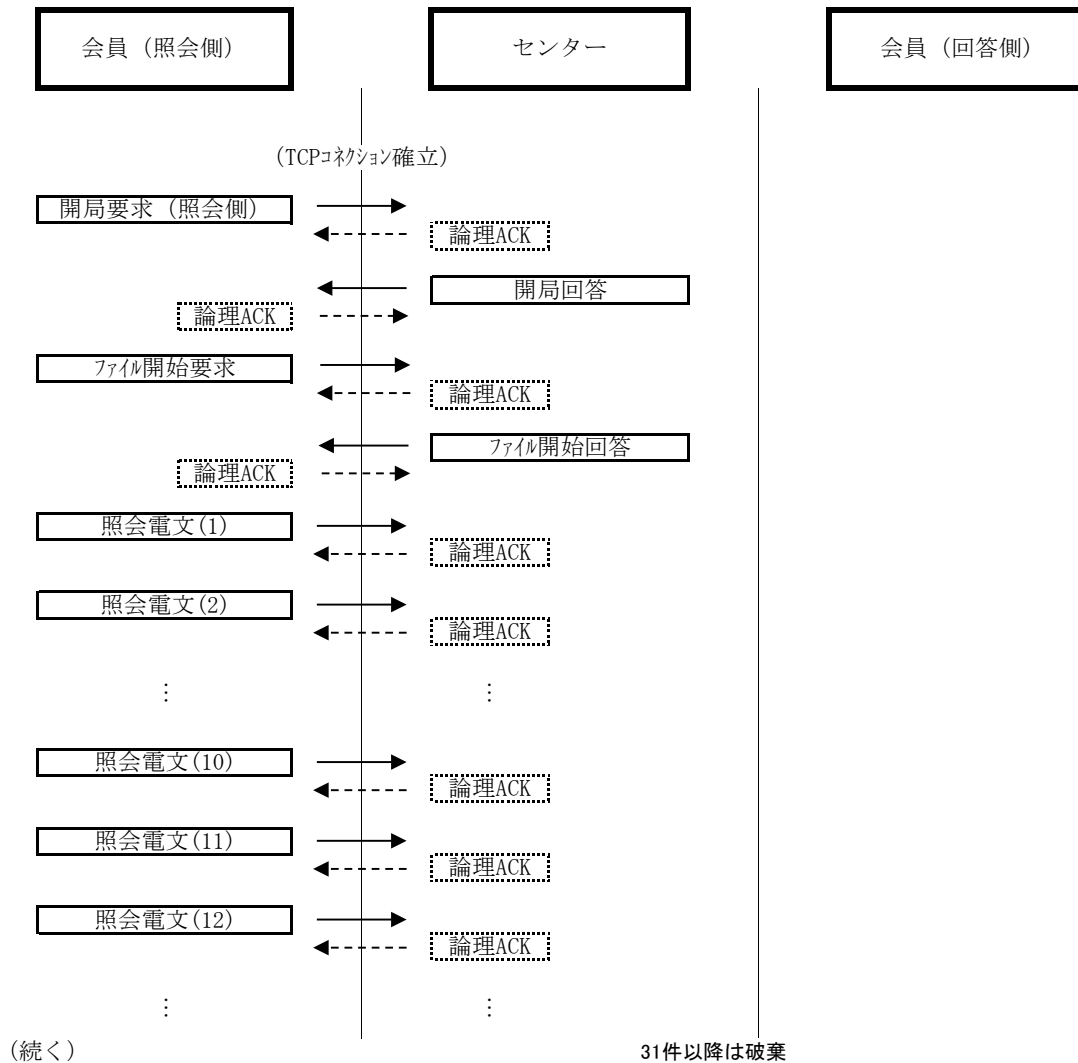 会員（照会側）
センター
会員（回答側）
(TCPｺﾈｸｼｮﾝ確立)
開局要求（照会側）
論理ACK
開局回答
論理ACK
ﾌｧｲﾙ開始要求
論理ACK
ﾌｧｲﾙ開始回答
論理ACK
照会電文(1)
論理ACK
照会電文(2)
論理ACK
⋮
⋮
照会電文(10)
論理ACK
照会電文(11)
論理ACK
照会電文(12)
論理ACK
⋮
⋮
(続く)
31件以降は破棄